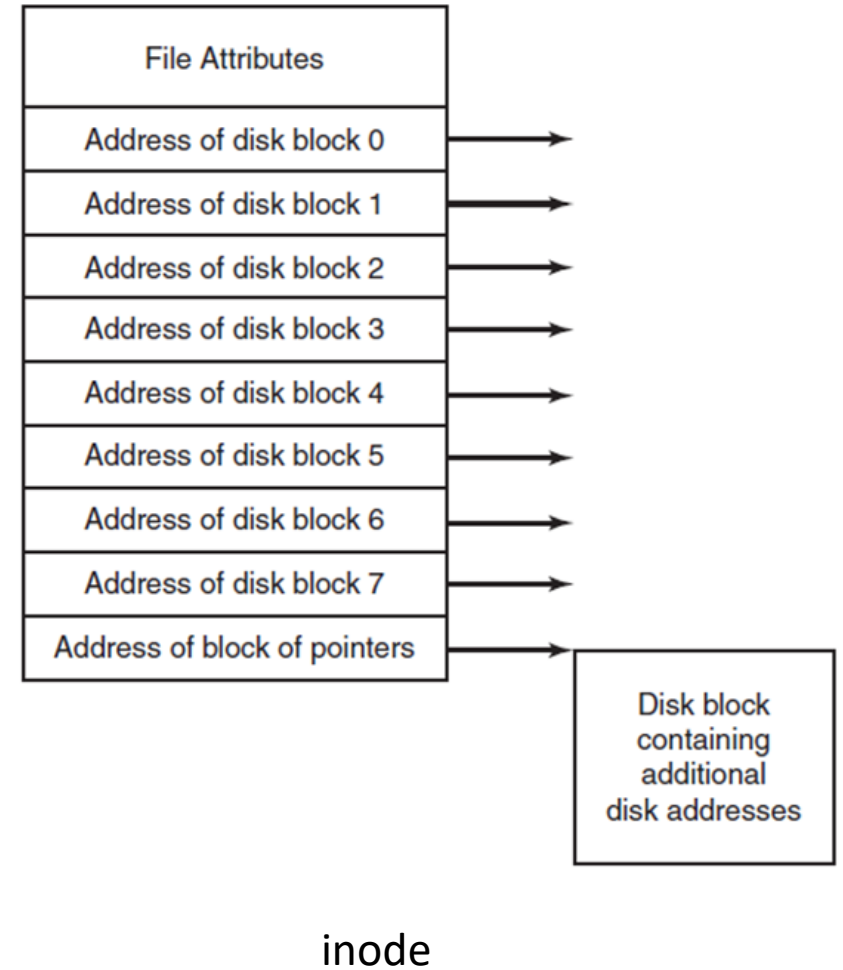 File Attributes
Address of disk block 0
Address of disk block 1
Address of disk block 2
Address of disk block 3
Address of disk block 4
Address of disk block 5
Address of disk block 6
Address of disk block 7
Address of block of pointers
Disk block
containing
additional
disk addresses
inode